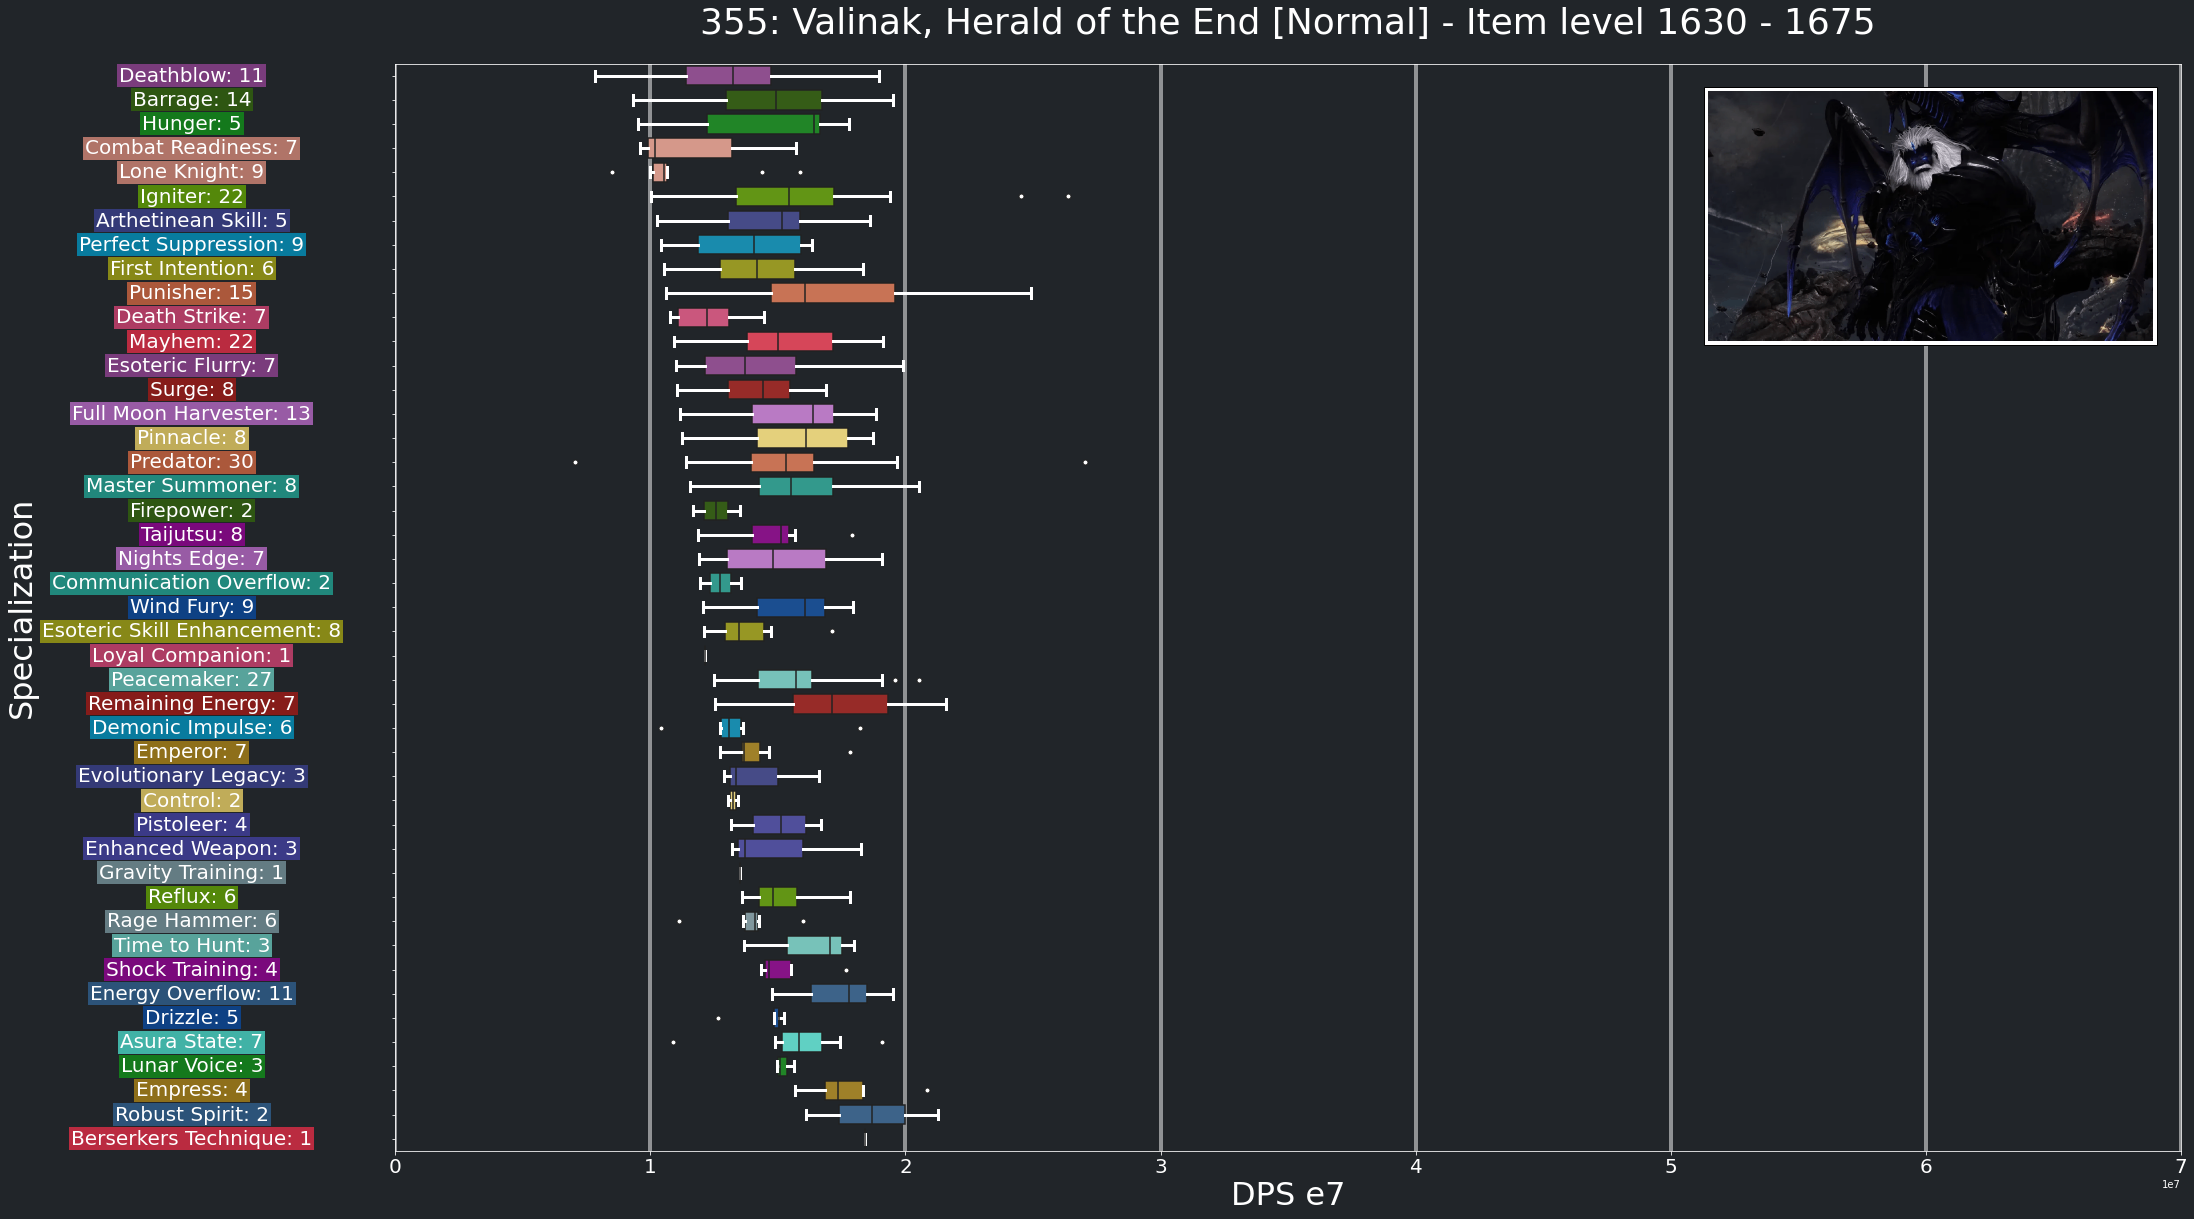 355: Valinak, Herald of the End [Normal] - Item level 1630 - 1675
Deathblow: 11
Barrage: 14
Hunger: 5
Combat Readiness: 7
Lone Knight: 9
Igniter: 22
Arthetinean Skill: 5
Perfect Suppression: 9
First Intention: 6
Punisher: 15
Death Strike: 7
Mayhem: 22
Esoteric Flurry: 7
Surge: 8
Full Moon Harvester: 13
Pinnacle: 8
Predator: 30
Master Summoner: 8
Firepower: 2
Taijutsu: 8
Nights Edge: 7
Communication Overflow: 2
Wind Fury: 9
Esoteric Skill Enhancement: 8
Loyal Companion: 1
Peacemaker: 27
Remaining Energy: 7
Demonic Impulse: 6
Emperor: 7
Evolutionary Legacy: 3
Control: 2
Pistoleer: 4
Enhanced Weapon: 3
Gravity Training: 1
Reflux: 6
Rage Hammer: 6
Time to Hunt: 3
Shock Training: 4
Energy Overflow: 11
Drizzle: 5
Asura State: 7
Lunar Voice: 3
Empress: 4
Robust Spirit: 2
Berserkers Technique: 1
Specialization
0 1 2 3 4 5 6 7
1e7
DPS e7